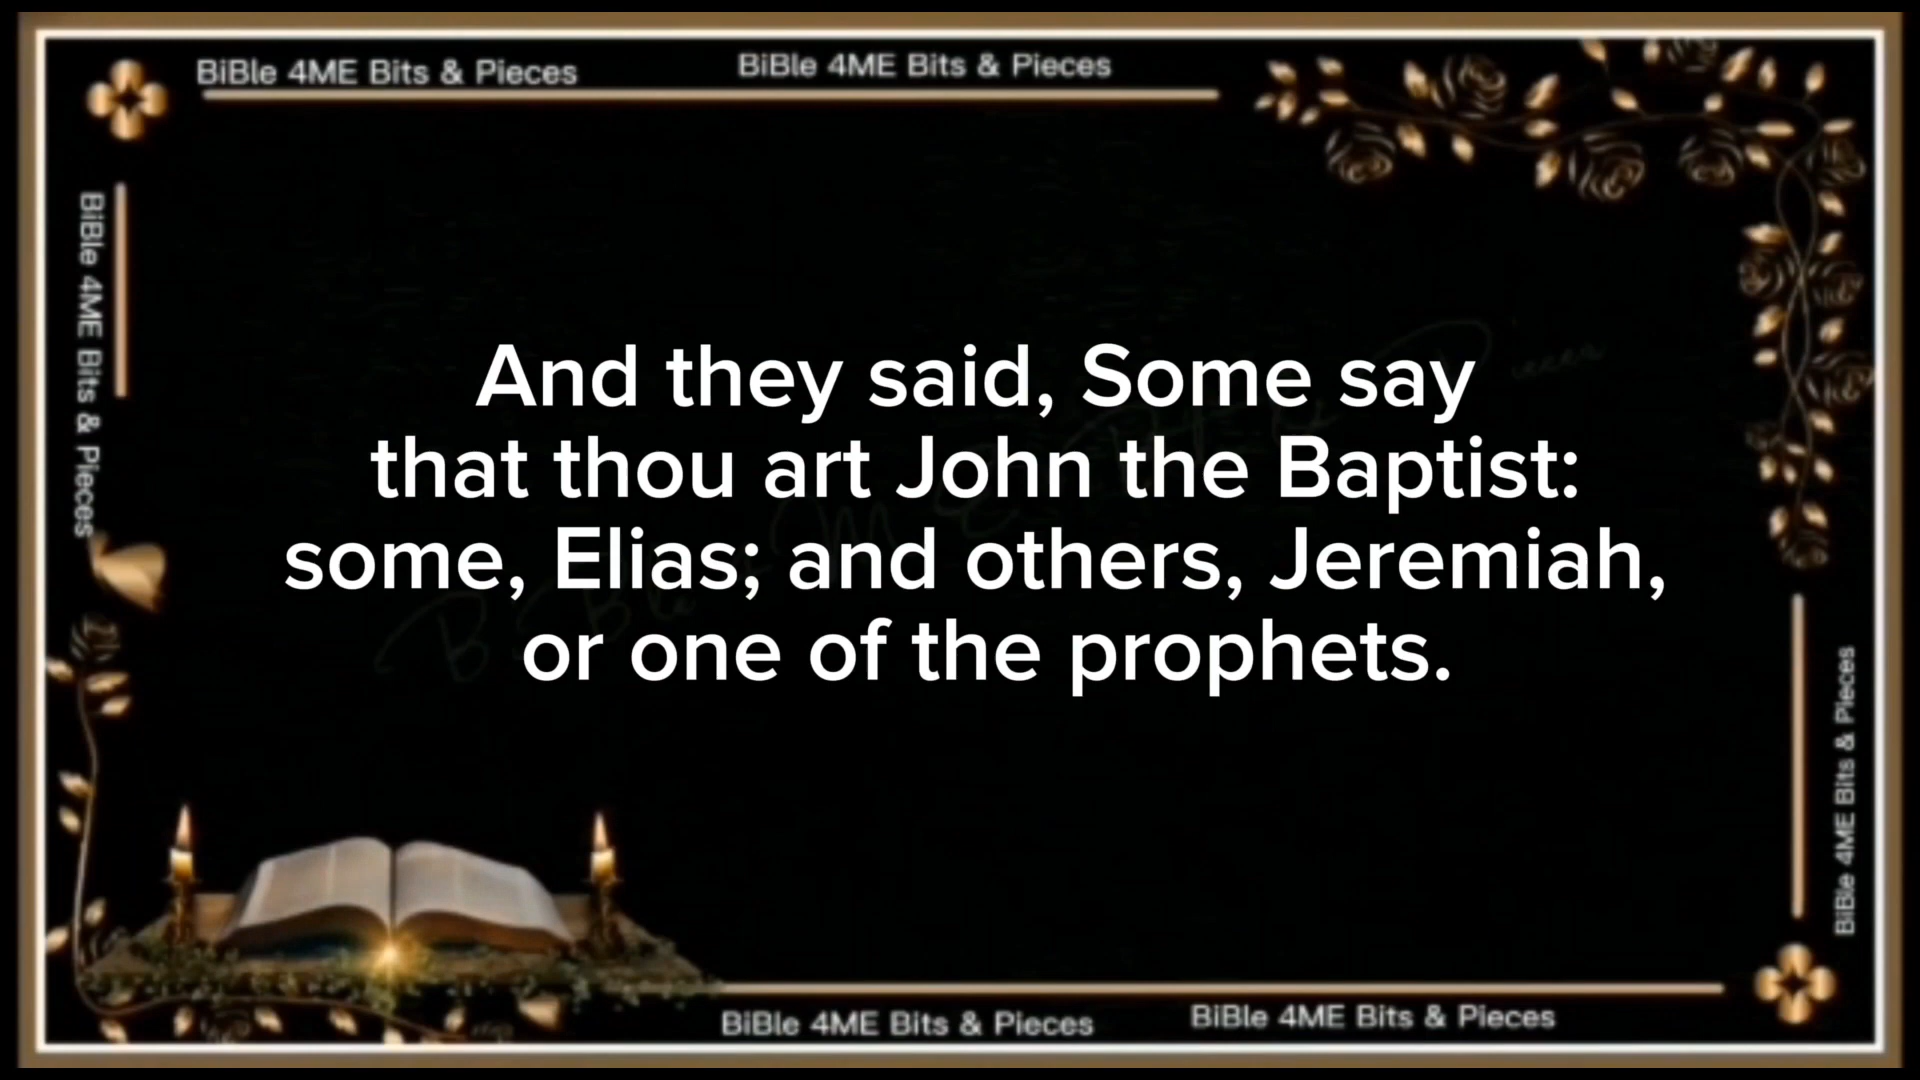 BiBle 4ME Bits & Pieces
BiBle 4ME Bits & Pieces
BiBle 4ME Bits & Pieces
And they said, Some say
that thou art John the Baptist:
some, Elias; and others, Jeremiah,
or one of the prophets.
BiBle 4ME Bits & Pieces
BiBle 4ME Bits & Pieces
BiBle 4ME Bits & Pieces